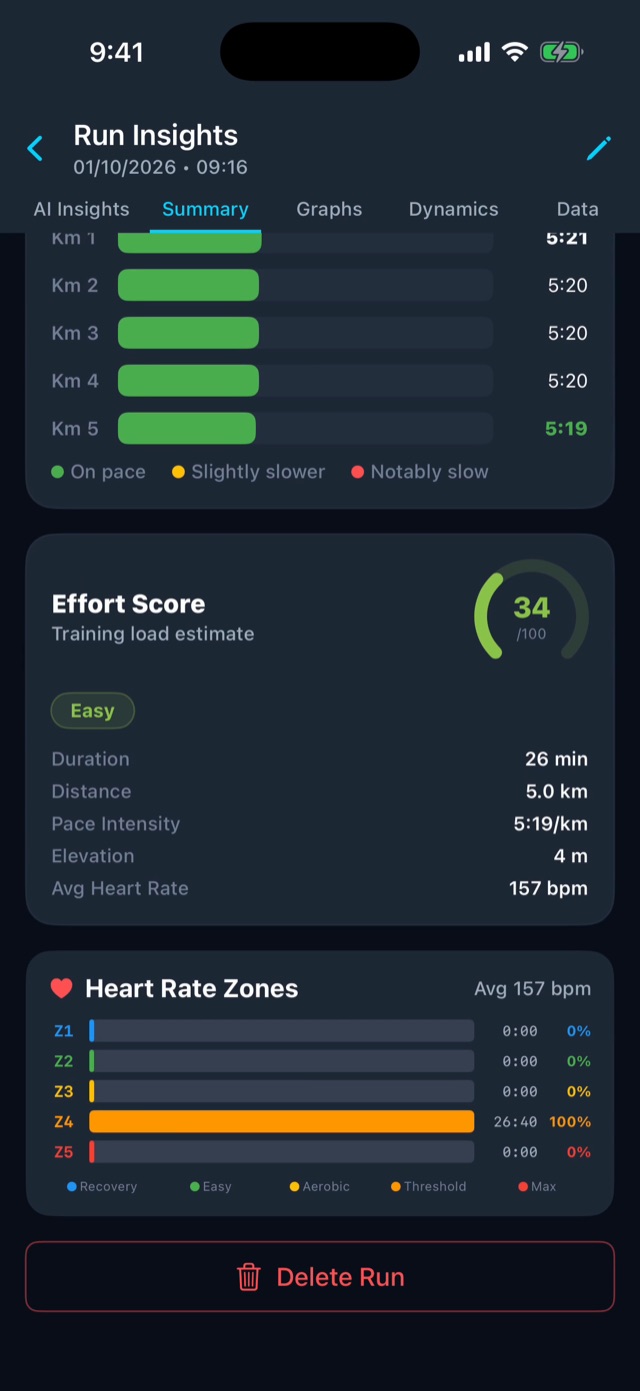 9:41
Run Insights
01/10/2026 • 09:16
AI Insights Summary Graphs Dynamics Data
Km 1 5:21
Km 2 5:20
Km 3 5:20
Km 4 5:20
Km 5 5:19
On pace Slightly slower Notably slow
Effort Score
Training load estimate
34
/100
Easy
Duration 26 min
Distance 5.0 km
Pace Intensity 5:19/km
Elevation 4 m
Avg Heart Rate 157 bpm
Heart Rate Zones Avg 157 bpm
Z1 0:00 0%
Z2 0:00 0%
Z3 0:00 0%
Z4 26:40 100%
Z5 0:00 0%
Recovery Easy Aerobic Threshold Max
Delete Run